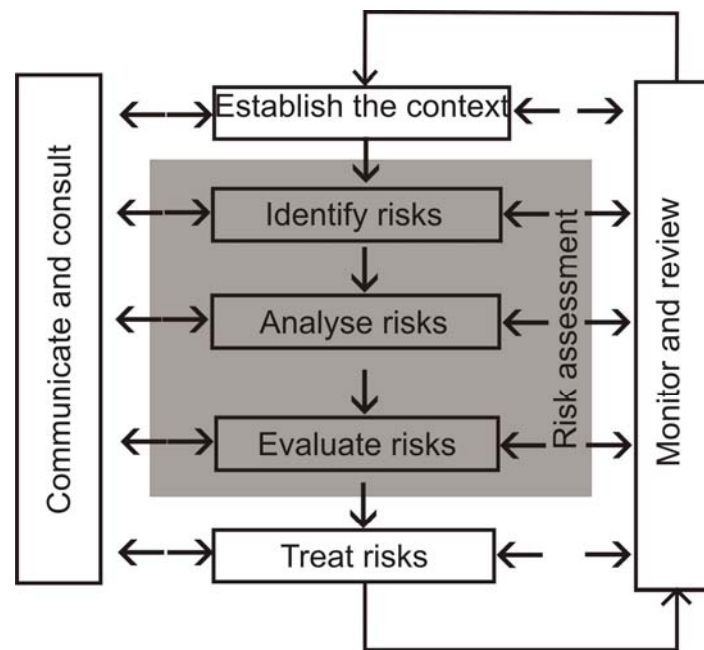 Establish the context
Communicate and consult
Identify risks
Analyse risks
Evaluate risks
Risk assessment
Treat risks
Monitor and review